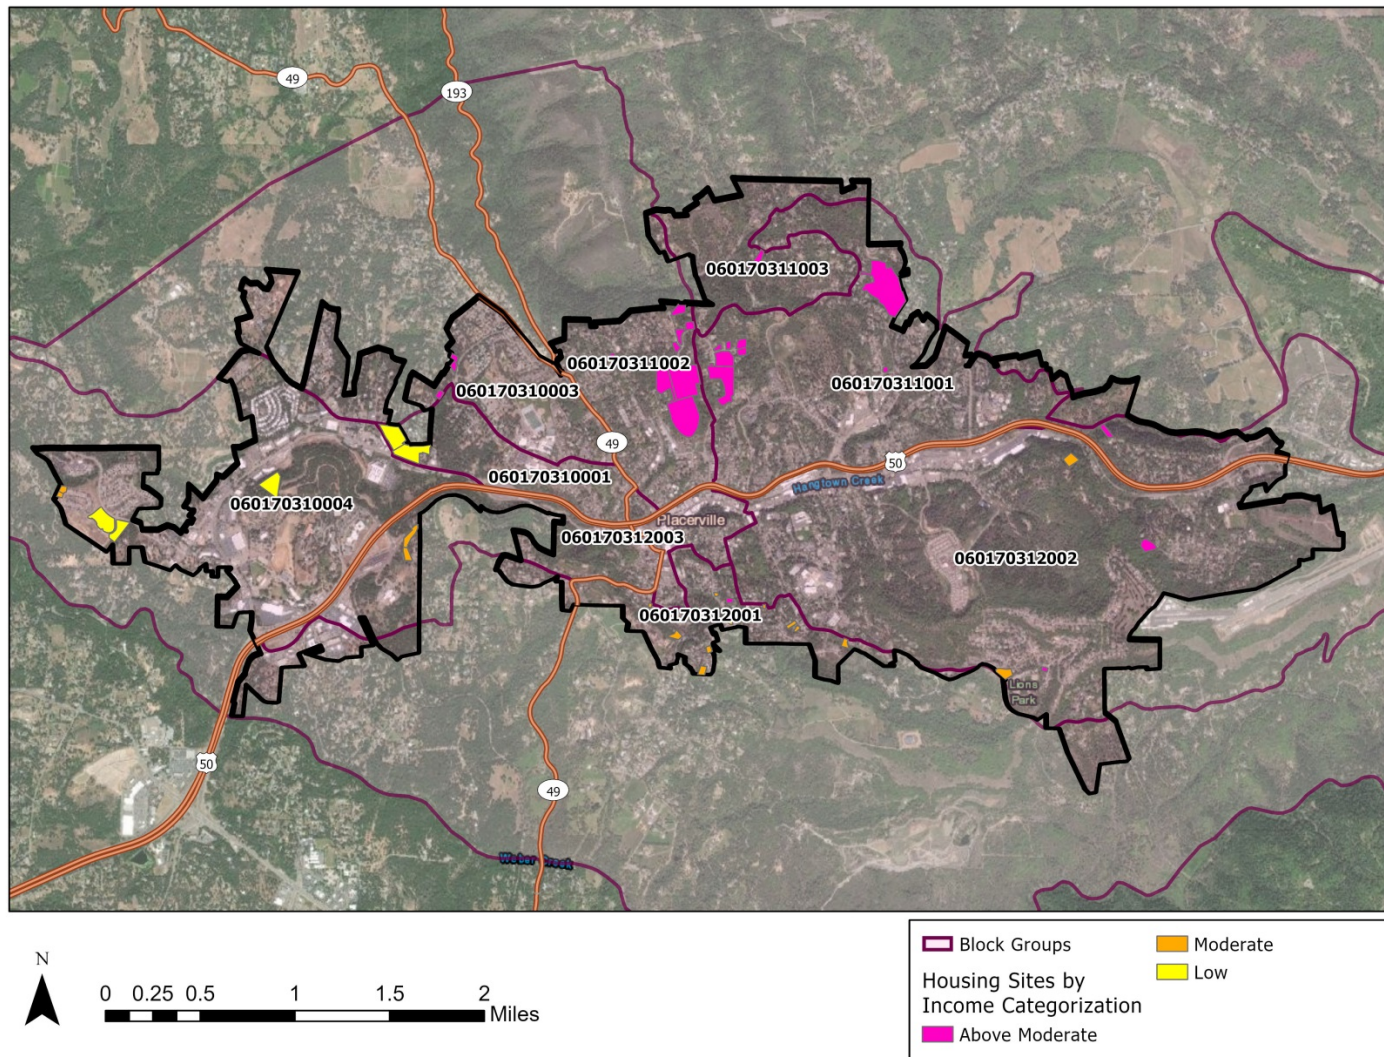 49
193
060170311003
060170311002
060170311001
060170310003
49
50
060170310001
Hangtown Creek
060170310004
Placerville
060170312003
060170312002
060170312001
Lions
Park
50
49
Weber Creek
N
0 0.25 0.5 1 1.5 2
Miles
Block Groups
Housing Sites by
Income Categorization
Above Moderate
Moderate
Low